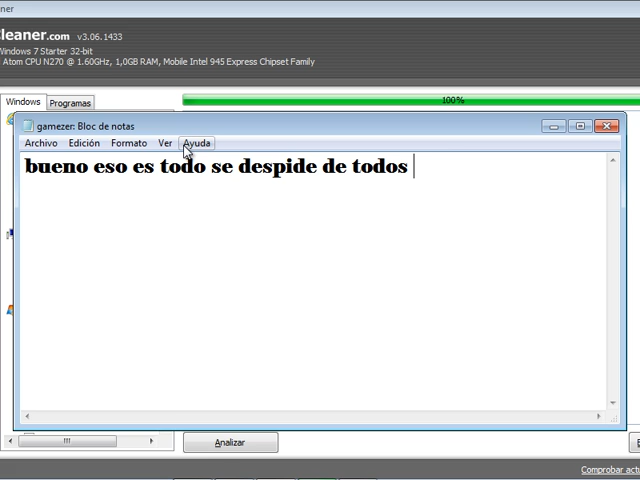 ner
leaner.com v3.06.1433
Windows 7 Starter 32-bit
Atom CPU N270 @ 1.60GHz, 1,0GB RAM, Mobile Intel 945 Express Chipset Family
Windows Programas
100%
gamezer: Bloc de notas
Archivo Edición Formato Ver Ayuda
bueno eso es todo se despide de todos
Analizar
Comprobar actu